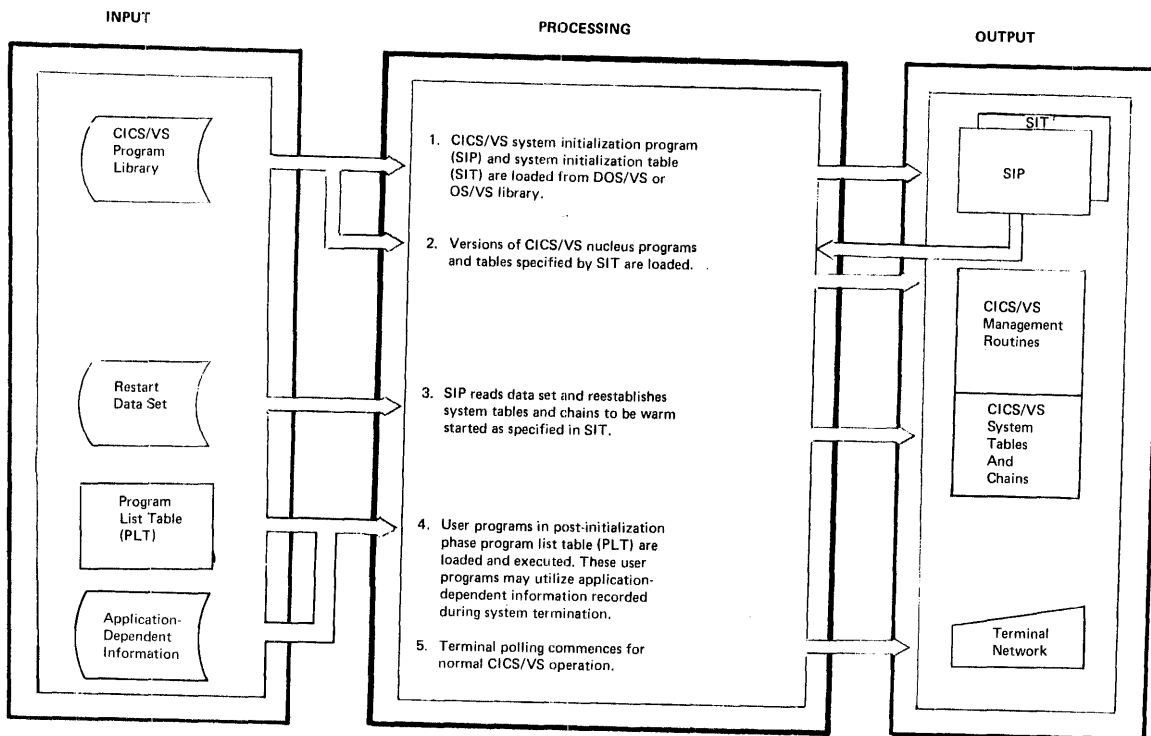 INPUT
PROCESSING
OUTPUT
CICS/VS
Program
Library
Restart
Data Set
Program
List Table
(PLT)
Application-
Dependent
Information
1. CICS/VS system initialization program
(SIP) and system initialization table
(SIT) are loaded from DOS/VS or
OS/VS library.
2. Versions of CICS/VS nucleus programs
and tables specified by SIT are loaded.
3. SIP reads data set and reestablishes
system tables and chains to be warm
started as specified in SIT.
4. User programs in post-initialization
phase program list table (PLT) are
loaded and executed. These user
programs may utilize application-
dependent information recorded
during system termination.
5. Terminal polling commences for
normal CICS/VS operation.
SIT
SIP
CICS/VS
Management
Routines
CICS/VS
System
Tables
And
Chains
Terminal
Network